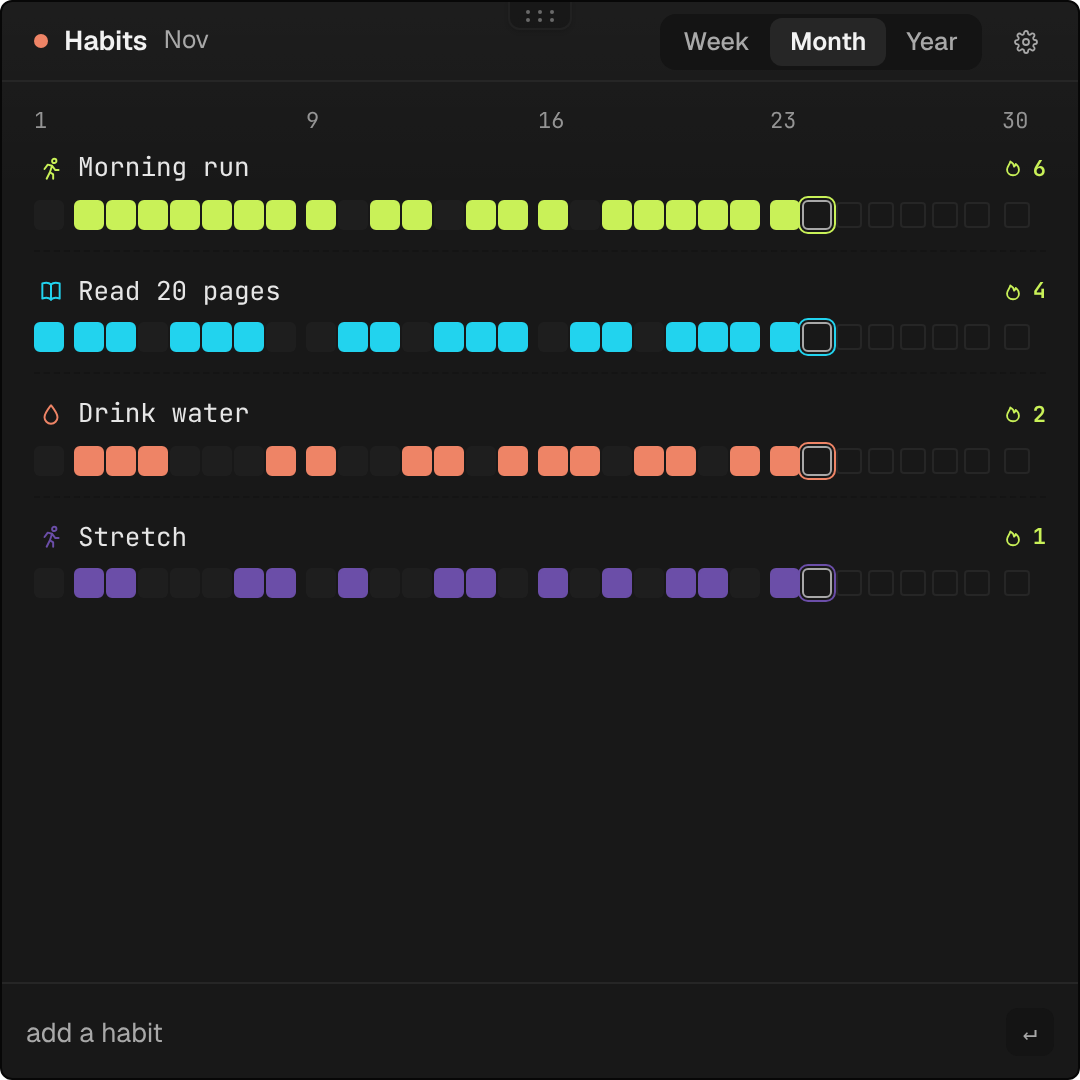 Habits Nov Week Month Year
1 9 16 23 30
Morning run 6
Read 20 pages 4
Drink water 2
Stretch 1
add a habit ↵